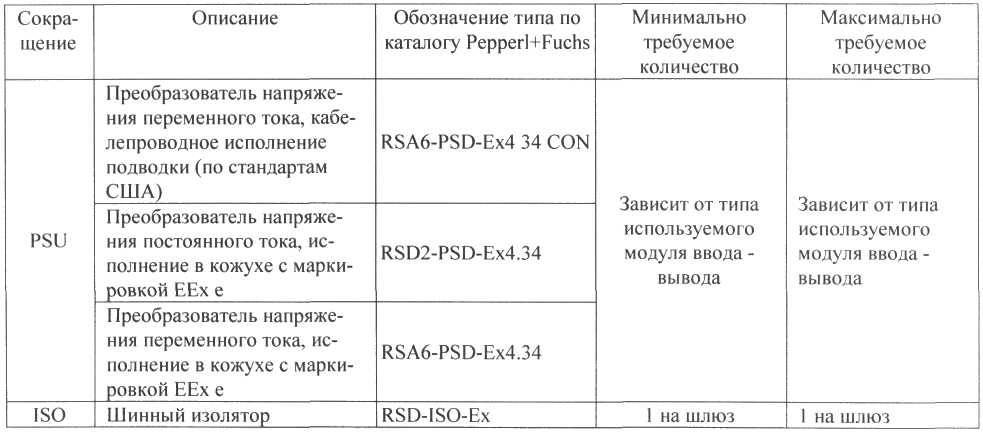 Сокра-
щение
Описание
Обозначение типа по
каталогу Pepperl+Fuchs
Минимально
требуемое
количество
Максимально
требуемое
количество
PSU
Преобразователь напряже-
ния переменного тока, кабе-
лепроводное исполнение
подводки (по стандартам
США)
RSA6-PSD-Ex4 34 CON
Зависит от типа
используемого
модуля ввода -
вывода
Зависит от типа
используемого
модуля ввода -
вывода
Преобразователь напряже-
ния постоянного тока, ис-
полнение в кожухе с марки-
ровкой EEx e
RSD2-PSD-Ex4.34
Преобразователь напряже-
ния переменного тока, ис-
полнение в кожухе с марки-
ровкой EEx e
RSA6-PSD-Ex4.34
ISO
Шинный изолятор
RSD-ISO-Ex
1 на шлюз
1 на шлюз